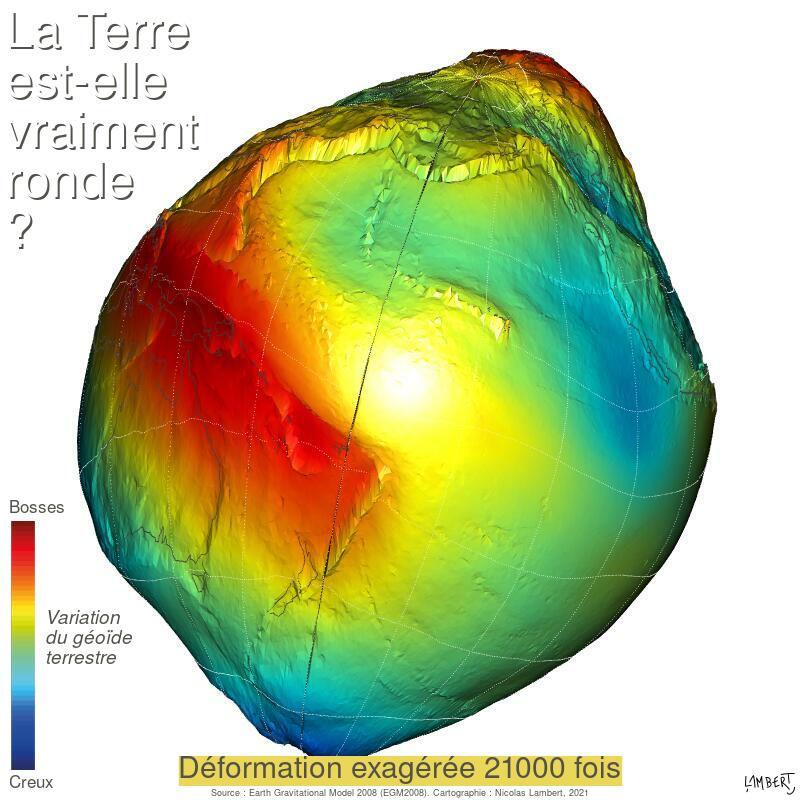 La Terre
est-elle
vraiment
ronde
?
Bosses
Variation
du géoïde
terrestre
Creux
Déformation exagérée 21000 fois
Source : Earth Gravitational Model 2008 (EGM2008). Cartographie : Nicolas Lambert, 2021
LAMBERT